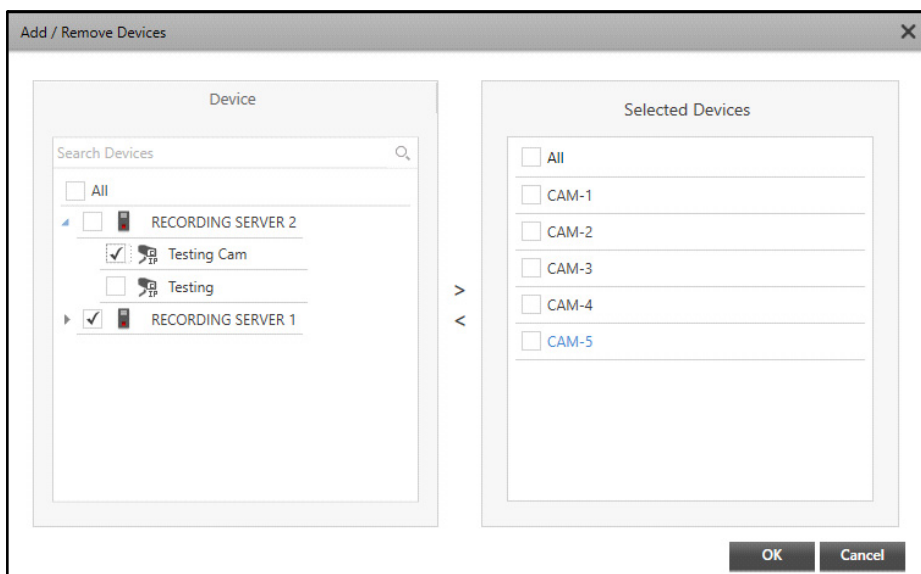 Add / Remove Devices
Device
Search Devices
All
RECORDING SERVER 2
Testing Cam
Testing
RECORDING SERVER 1
>
<
Selected Devices
All
CAM-1
CAM-2
CAM-3
CAM-4
CAM-5
OK
Cancel